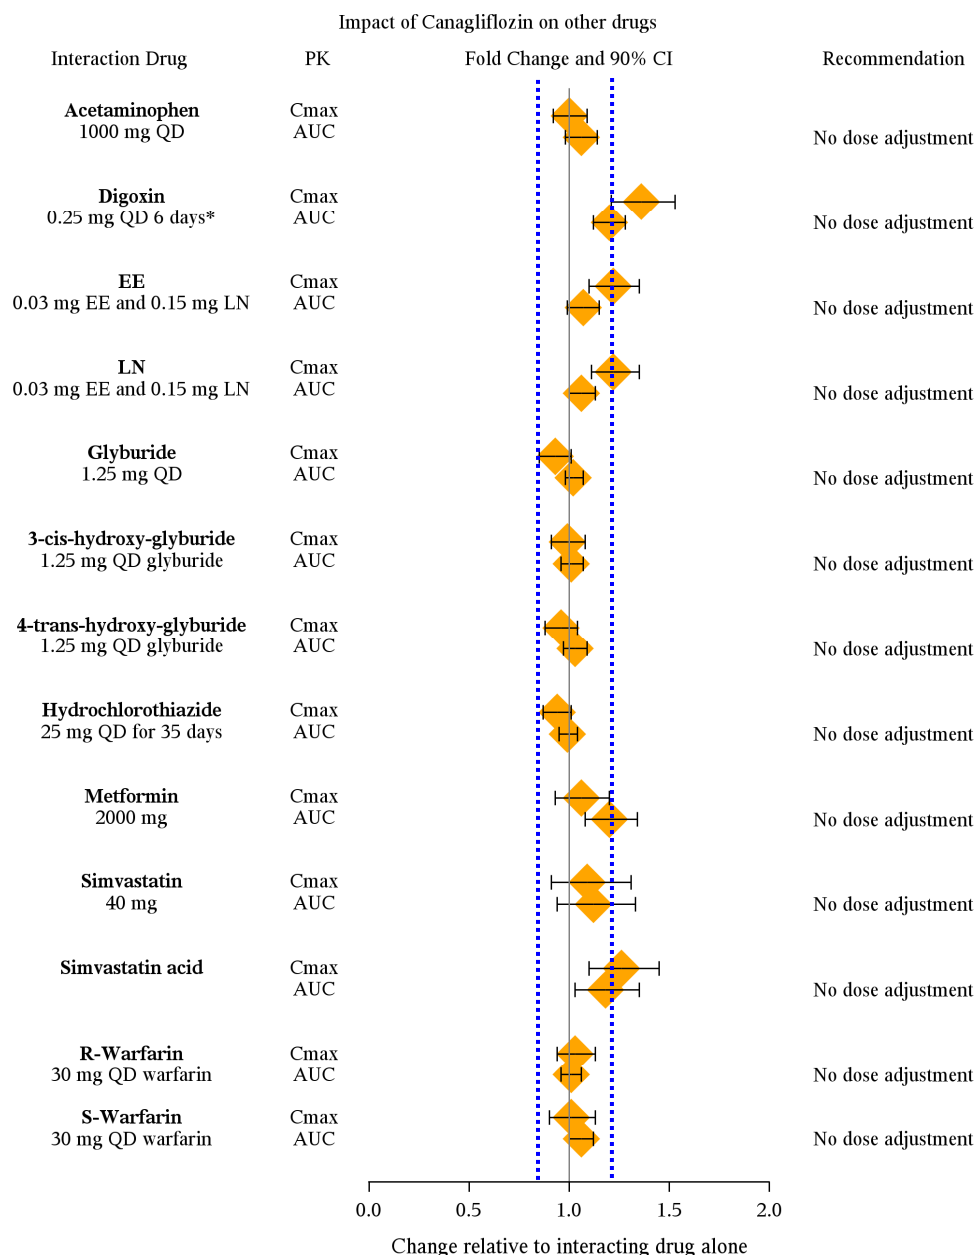 Impact of Canagliflozin on other drugs
Interaction Drug PK Fold Change and 90% CI Recommendation
Acetaminophen Cmax
1000 mg QD AUC No dose adjustment
Digoxin Cmax
0.25 mg QD 6 days* AUC No dose adjustment
EE Cmax
0.03 mg EE and 0.15 mg LN AUC No dose adjustment
LN Cmax
0.03 mg EE and 0.15 mg LN AUC No dose adjustment
Glyburide Cmax
1.25 mg QD AUC No dose adjustment
3-cis-hydroxy-glyburide Cmax
1.25 mg QD glyburide AUC No dose adjustment
4-trans-hydroxy-glyburide Cmax
1.25 mg QD glyburide AUC No dose adjustment
Hydrochlorothiazide Cmax
25 mg QD for 35 days AUC No dose adjustment
Metformin Cmax
2000 mg AUC No dose adjustment
Simvastatin Cmax
40 mg AUC No dose adjustment
Simvastatin acid Cmax
AUC No dose adjustment
R-Warfarin Cmax
30 mg QD warfarin AUC No dose adjustment
S-Warfarin Cmax
30 mg QD warfarin AUC No dose adjustment
0.0 0.5 1.0 1.5 2.0
Change relative to interacting drug alone